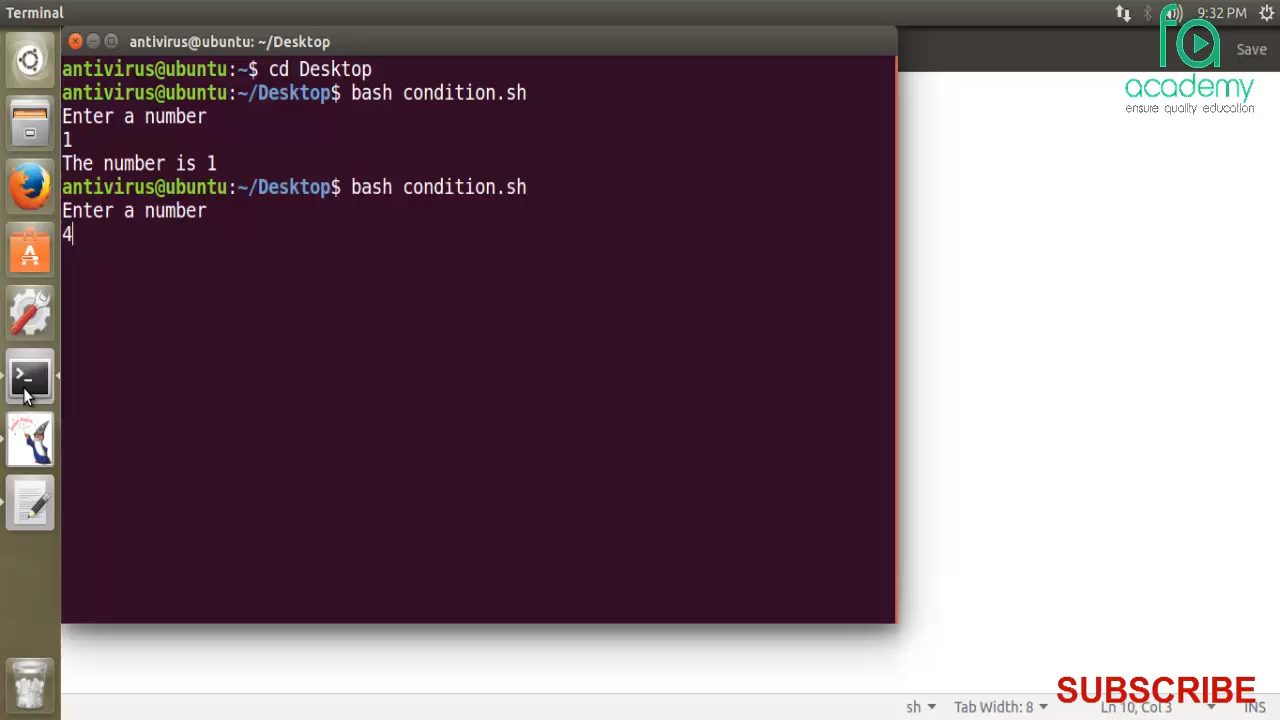 Terminal
9:32 PM
antivirus@ubuntu: ~/Desktop
Save
antivirus@ubuntu:~$ cd Desktop
antivirus@ubuntu:~/Desktop$ bash condition.sh
Enter a number
1
The number is 1
antivirus@ubuntu:~/Desktop$ bash condition.sh
Enter a number
4
fa
academy
ensure quality education
SUBSCRIBE
sh
Tab Width: 8
Ln 10, Col 3
INS